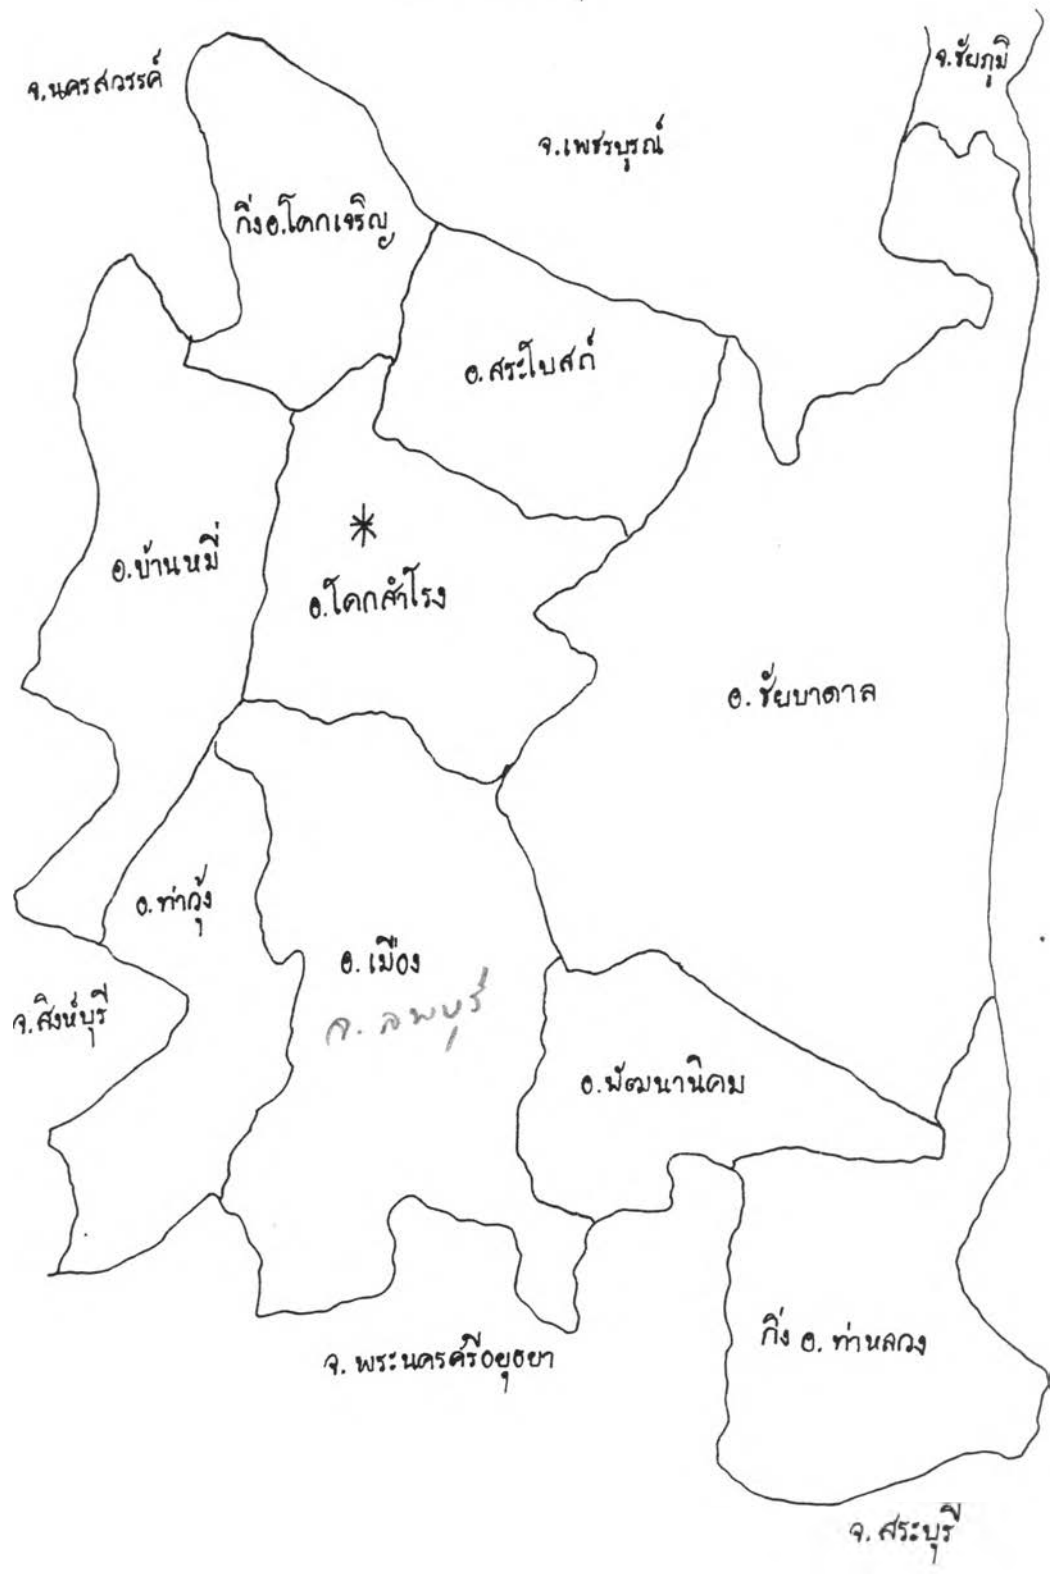 จ.ชัยภูมิ
จ.นครสวรรค์
จ.เพชรบูรณ์
กิ่งอ.โคกเจริญ
อ.สระโบสถ์
อ.บ้านหมี่
อ.โคกสำโรง
อ.ชัยบาดาล
อ.ท่าวุ้ง
อ.เมือง
จ.ลพบุรี
จ.สิงห์บุรี
อ.พัฒนานิคม
กิ่ง อ.ท่าหลวง
จ.พระนครศรีอยุธยา
จ.สระบุรี